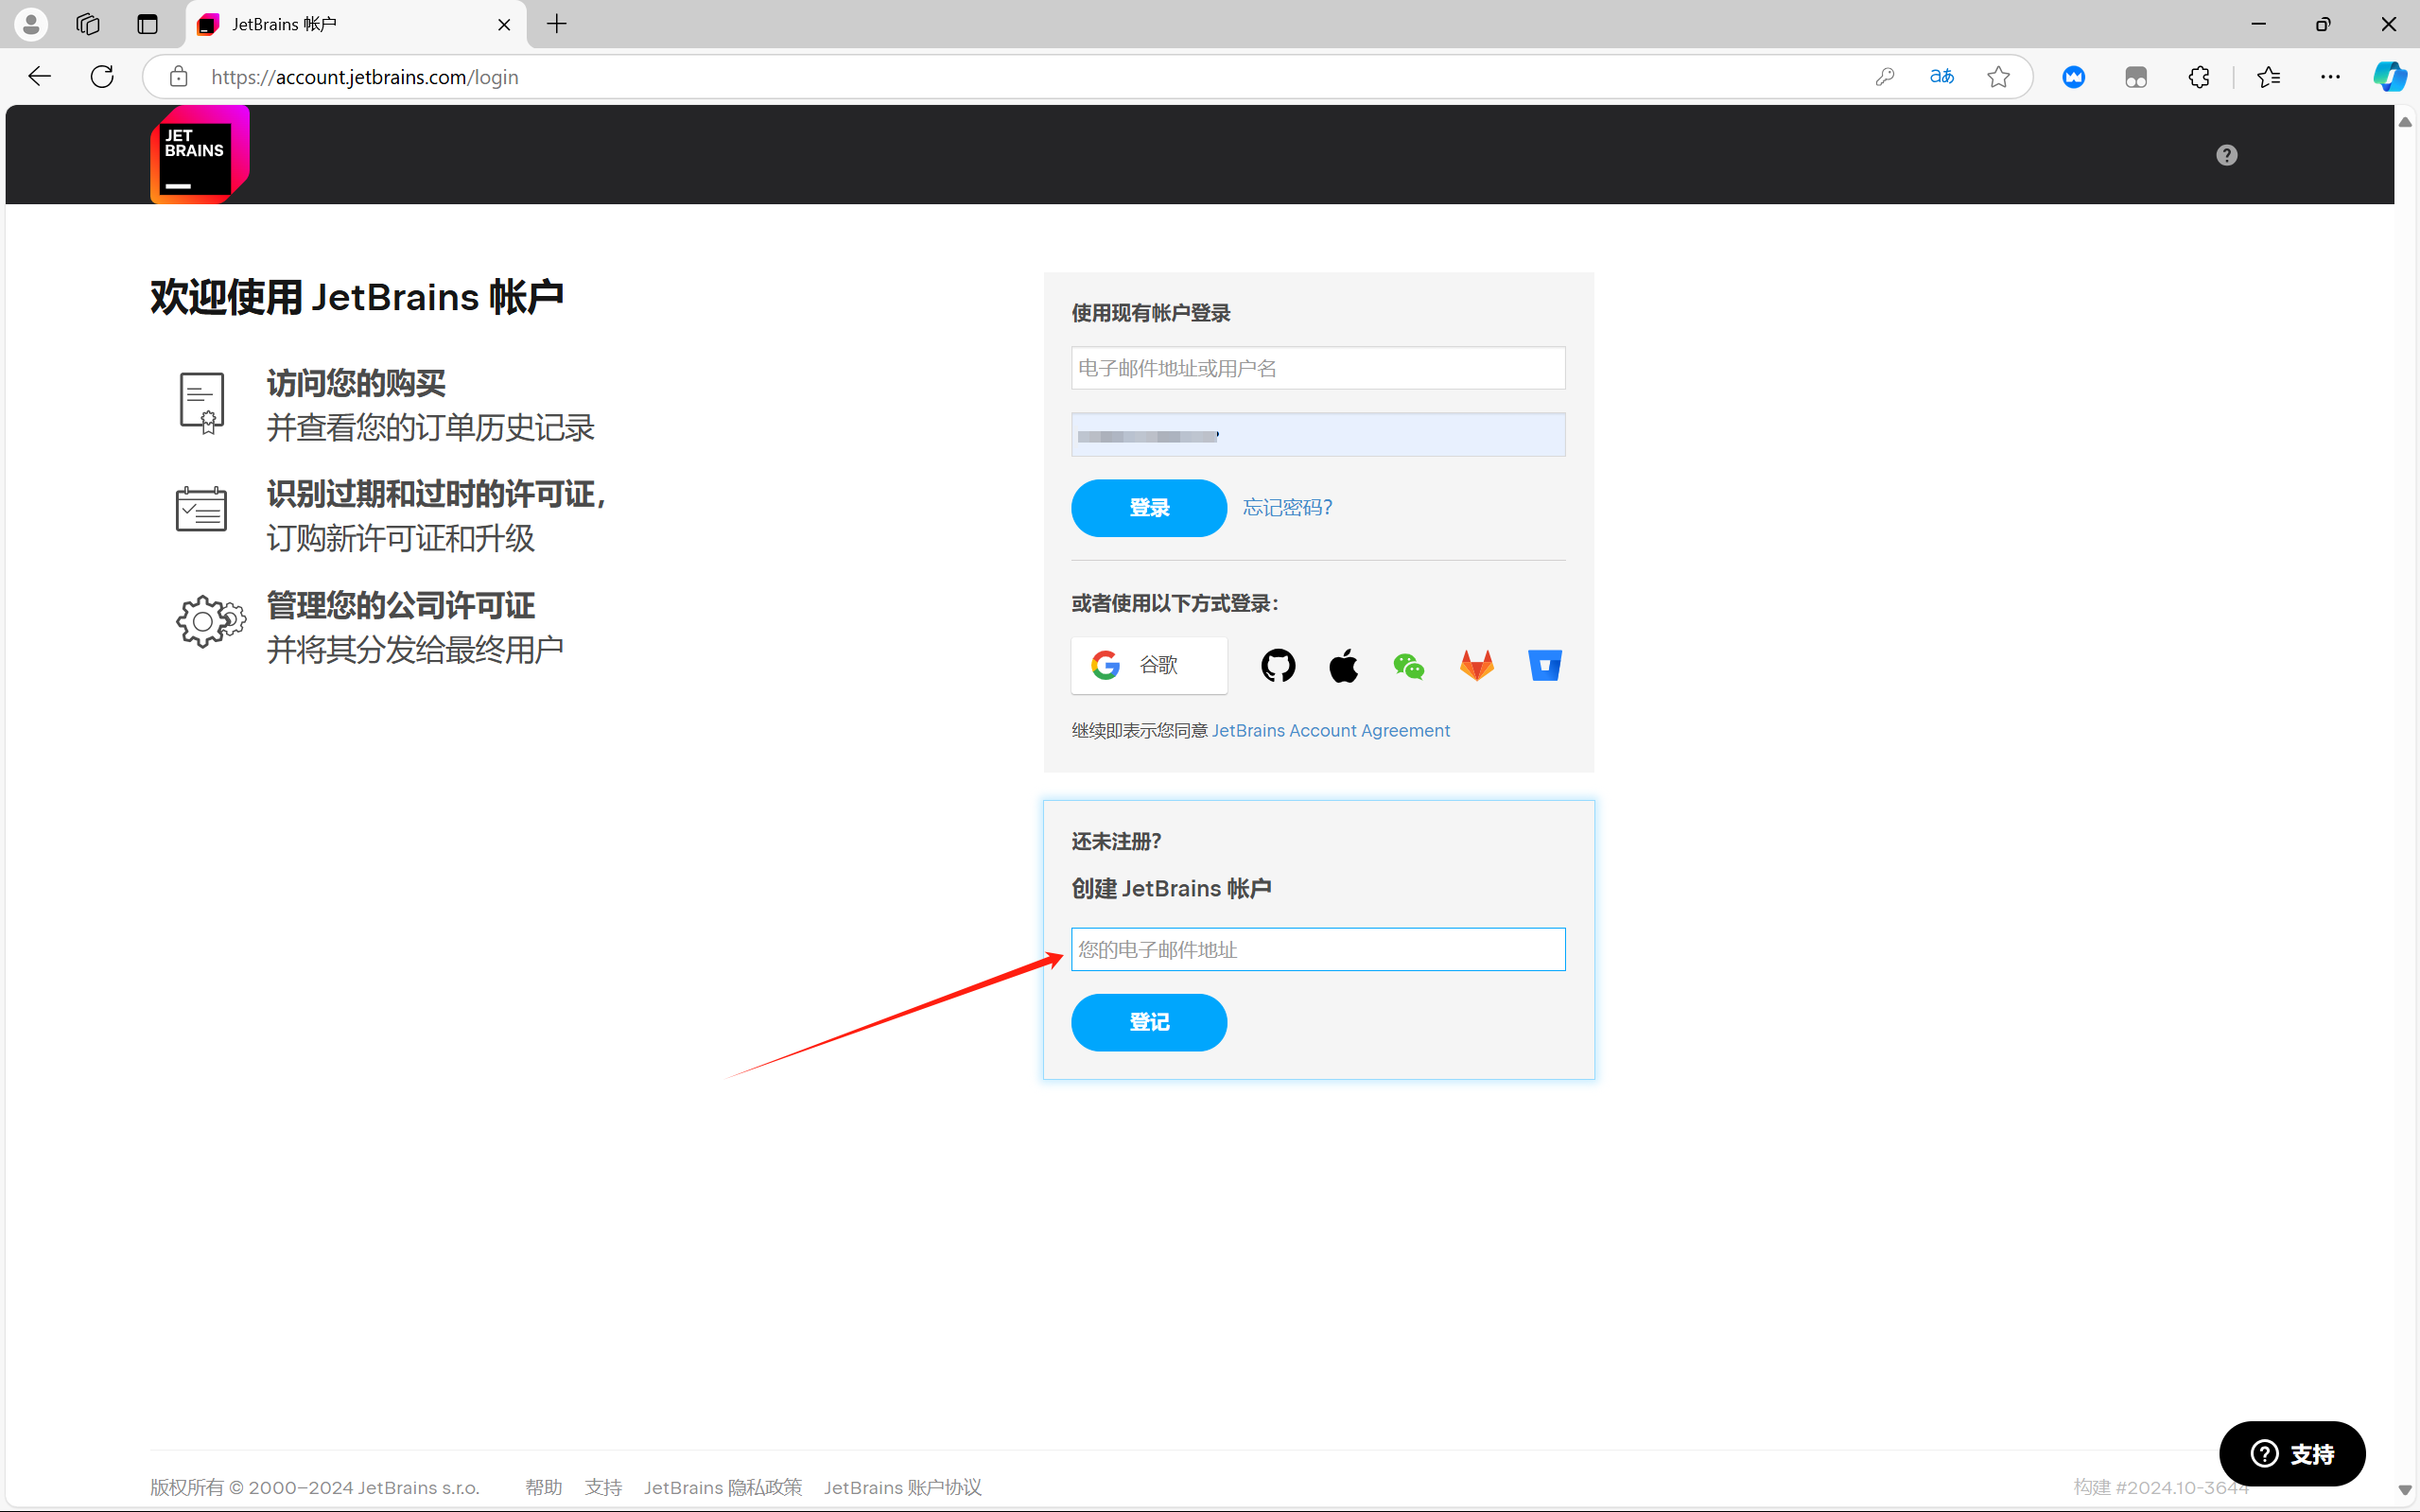 JetBrains 帐户
https://account.jetbrains.com/login
JET
BRAINS
欢迎使用 JetBrains 帐户
访问您的购买
并查看您的订单历史记录
识别过期和过时的许可证，
订购新许可证和升级
管理您的公司许可证
并将其分发给最终用户
使用现有帐户登录
电子邮件地址或用户名
登录 忘记密码？
或者使用以下方式登录：
谷歌
继续即表示您同意 JetBrains Account Agreement
还未注册？
创建 JetBrains 帐户
您的电子邮件地址
登记
支持
版权所有 © 2000–2024 JetBrains s.r.o. 帮助 支持 JetBrains 隐私政策 JetBrains 账户协议 构建 #2024.10-3644